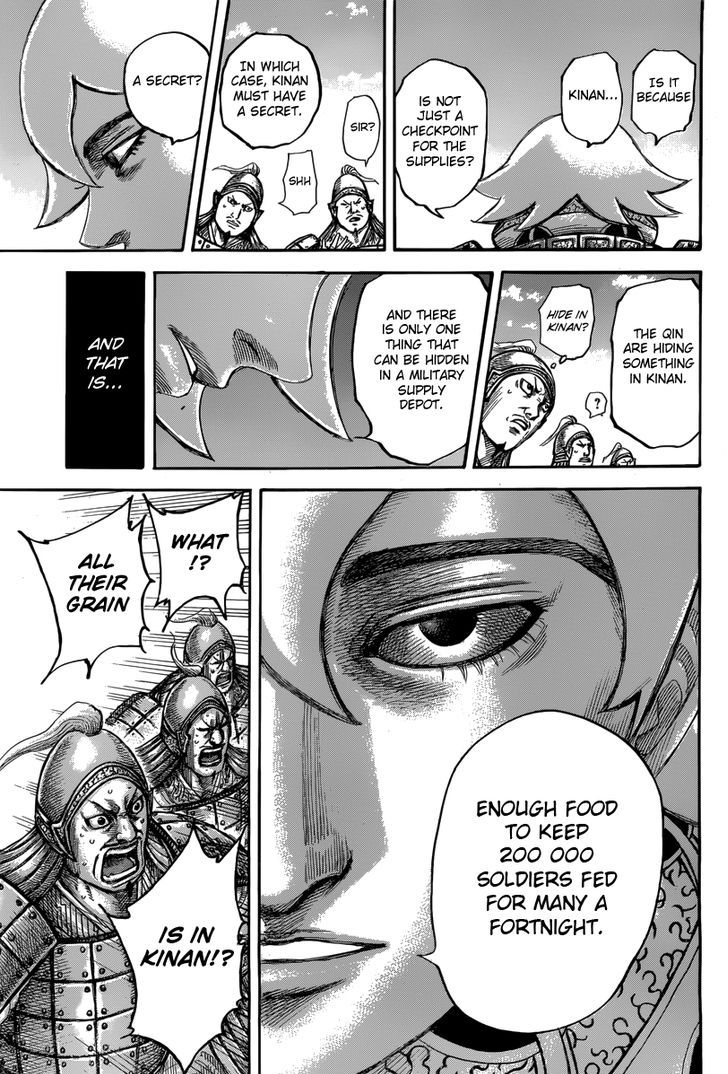 IS IT
BECAUSE
KINAN...
IS NOT
JUST A
CHECKPOINT
FOR THE
SUPPLIES?
SIR?
SHH
IN WHICH
CASE, KINAN
MUST HAVE
A SECRET.
A SECRET?
THE QIN
ARE HIDING
SOMETHING
IN KINAN.
HIDE IN
KINAN?
?
AND THERE
IS ONLY ONE
THING THAT
CAN BE HIDDEN
IN A MILITARY
SUPPLY
DEPOT.
AND
THAT
IS...
ENOUGH FOOD
TO KEEP
200 000
SOLDIERS FED
FOR MANY A
FORTNIGHT.
WHAT
!?
ALL
THEIR
GRAIN
IS IN
KINAN!?